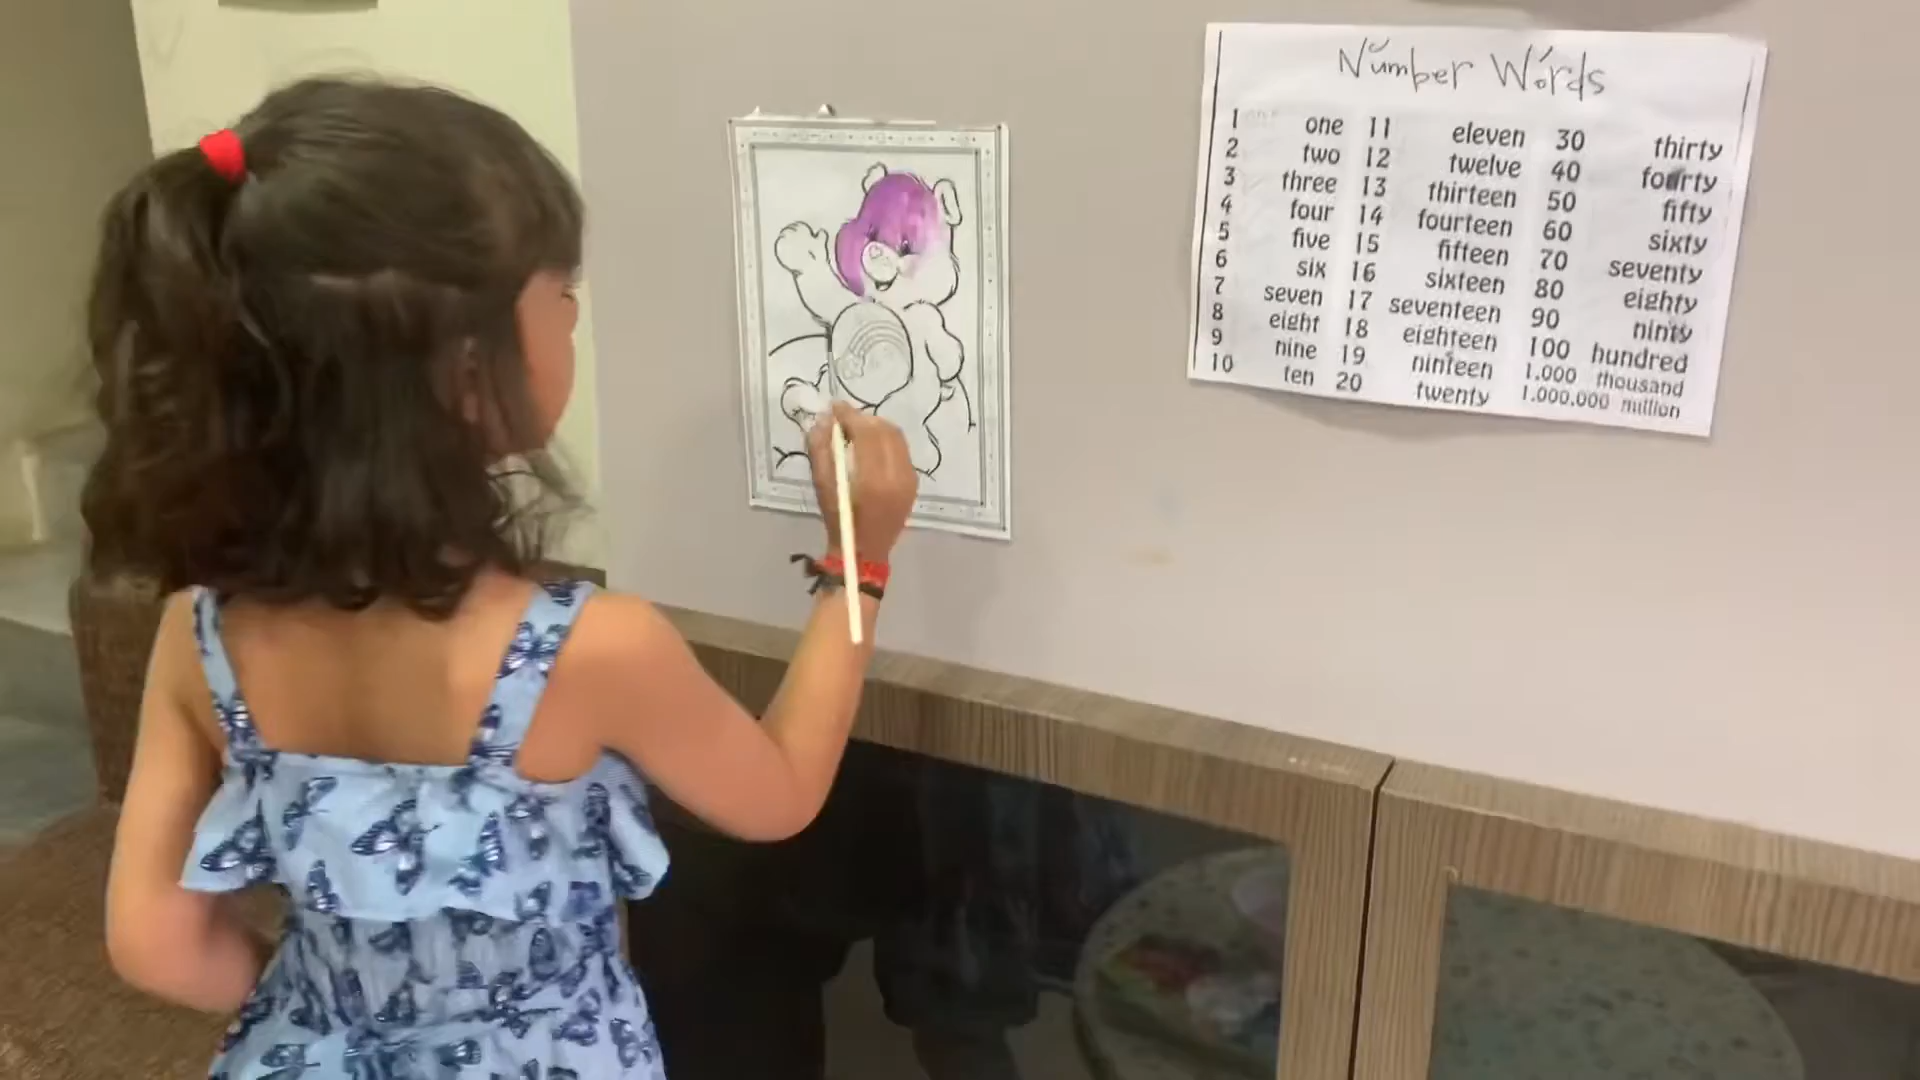 Number Words
1 one 11 eleven 30 thirty
2 two 12 twelve 40 fourty
3 three 13 thirteen 50 fifty
4 four 14 fourteen 60 sixty
5 five 15 fifteen 70 seventy
6 six 16 sixteen 80 eighty
7 seven 17 seventeen 90 ninty
8 eight 18 eighteen 100 hundred
9 nine 19 ninteen 1.000 thousand
10 ten 20 twenty 1.000.000 million